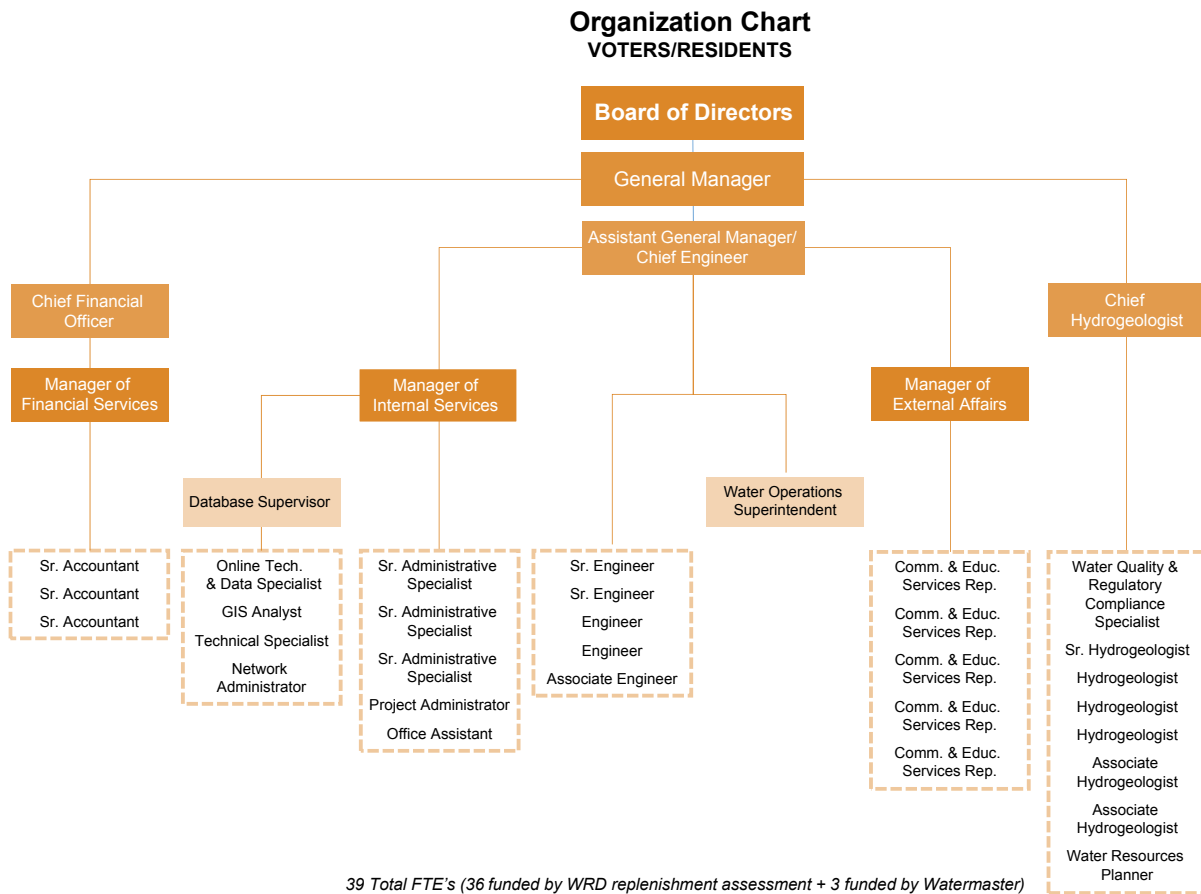 Organization Chart
VOTERS/RESIDENTS
Board of Directors
General Manager
Assistant General Manager/
Chief Engineer
Chief Financial
Officer
Chief
Hydrogeologist
Manager of
Financial Services
Manager of
Internal Services
Manager of
External Affairs
Database Supervisor
Water Operations
Superintendent
Sr. Accountant
Sr. Accountant
Sr. Accountant
Online Tech.
& Data Specialist
GIS Analyst
Technical Specialist
Network
Administrator
Sr. Administrative
Specialist
Sr. Administrative
Specialist
Sr. Administrative
Specialist
Project Administrator
Office Assistant
Sr. Engineer
Sr. Engineer
Engineer
Engineer
Associate Engineer
Comm. & Educ.
Services Rep.
Comm. & Educ.
Services Rep.
Comm. & Educ.
Services Rep.
Comm. & Educ.
Services Rep.
Comm. & Educ.
Services Rep.
Water Quality &
Regulatory
Compliance
Specialist
Sr. Hydrogeologist
Hydrogeologist
Hydrogeologist
Hydrogeologist
Associate
Hydrogeologist
Associate
Hydrogeologist
Water Resources
Planner
39 Total FTE's (36 funded by WRD replenishment assessment + 3 funded by Watermaster)